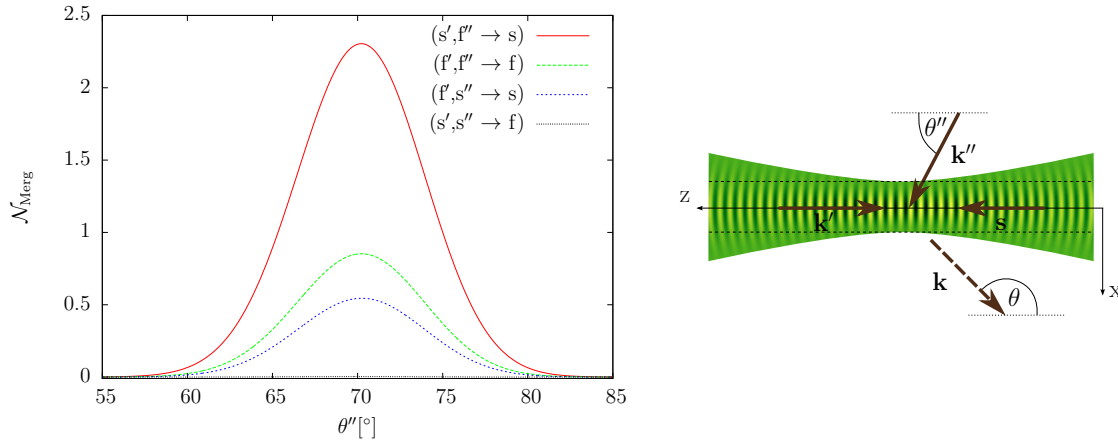 2.5
2
1.5
1
0.5
0
𝒩Merg
(s′,f″ → s)
(f′,f″ → f)
(f′,s″ → s)
(s′,s″ → f)
55 60 65 70 75 80 85
θ″[°]
θ″
k″
z
k′
s
k
θ
x